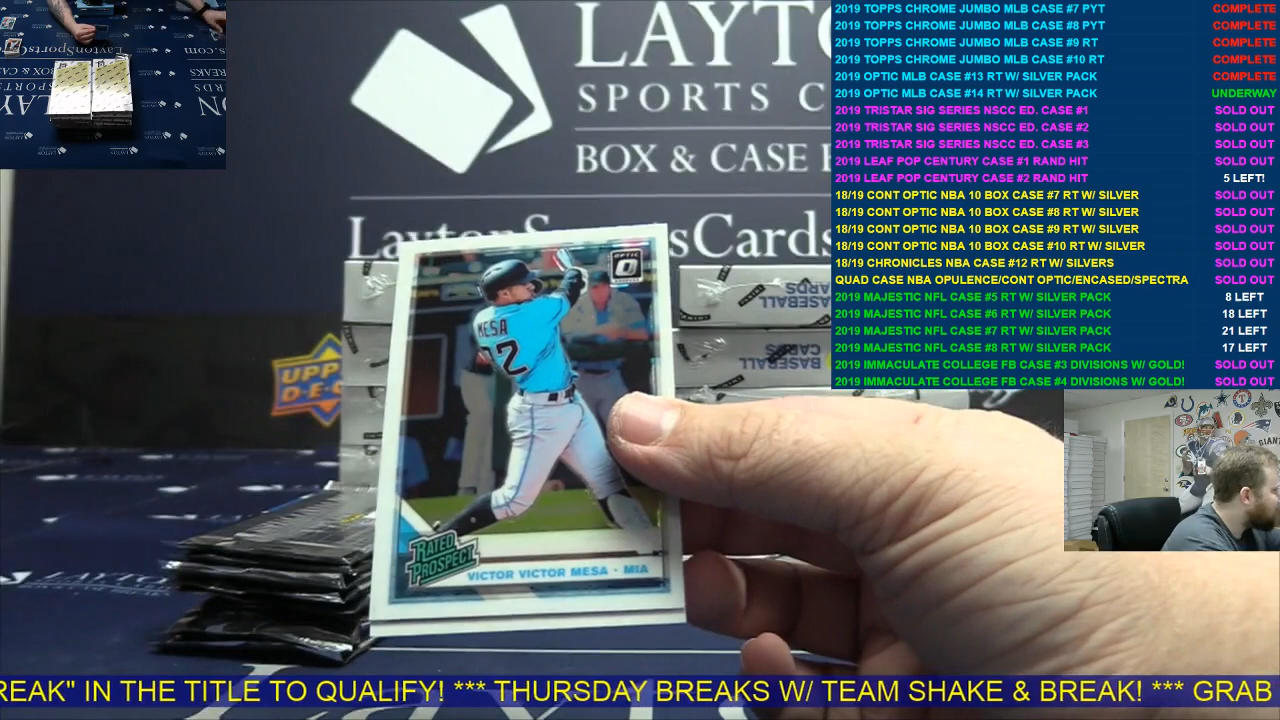 LAYTON
SPORTS C
BOX & CASE
LaytonSportsCards
2019 TOPPS CHROME JUMBO MLB CASE #7 PYT COMPLETE
2019 TOPPS CHROME JUMBO MLB CASE #8 PYT COMPLETE
2019 TOPPS CHROME JUMBO MLB CASE #9 RT COMPLETE
2019 TOPPS CHROME JUMBO MLB CASE #10 RT COMPLETE
2019 OPTIC MLB CASE #13 RT W/ SILVER PACK COMPLETE
2019 OPTIC MLB CASE #14 RT W/ SILVER PACK UNDERWAY
2019 TRISTAR SIG SERIES NSCC ED. CASE #1 SOLD OUT
2019 TRISTAR SIG SERIES NSCC ED. CASE #2 SOLD OUT
2019 TRISTAR SIG SERIES NSCC ED. CASE #3 SOLD OUT
2019 LEAF POP CENTURY CASE #1 RAND HIT SOLD OUT
2019 LEAF POP CENTURY CASE #2 RAND HIT 5 LEFT!
18/19 CONT OPTIC NBA 10 BOX CASE #7 RT W/ SILVER SOLD OUT
18/19 CONT OPTIC NBA 10 BOX CASE #8 RT W/ SILVER SOLD OUT
18/19 CONT OPTIC NBA 10 BOX CASE #9 RT W/ SILVER SOLD OUT
18/19 CONT OPTIC NBA 10 BOX CASE #10 RT W/ SILVER SOLD OUT
18/19 CHRONICLES NBA CASE #12 RT W/ SILVERS SOLD OUT
QUAD CASE NBA OPULENCE/CONT OPTIC/ENCASED/SPECTRA SOLD OUT
2019 MAJESTIC NFL CASE #5 RT W/ SILVER PACK 8 LEFT
2019 MAJESTIC NFL CASE #6 RT W/ SILVER PACK 18 LEFT
2019 MAJESTIC NFL CASE #7 RT W/ SILVER PACK 21 LEFT
2019 MAJESTIC NFL CASE #8 RT W/ SILVER PACK 17 LEFT
2019 IMMACULATE COLLEGE FB CASE #3 DIVISIONS W/ GOLD! SOLD OUT
2019 IMMACULATE COLLEGE FB CASE #4 DIVISIONS W/ GOLD! SOLD OUT
BASEBALL
CARDS
BASEBALL
CARDS
UPP
DEC
OPTIC
MESA
RATED
PROSPECT
VICTOR VICTOR MESA · MIA
REAK" IN THE TITLE TO QUALIFY! *** THURSDAY BREAKS W/ TEAM SHAKE & BREAK! *** GRAB